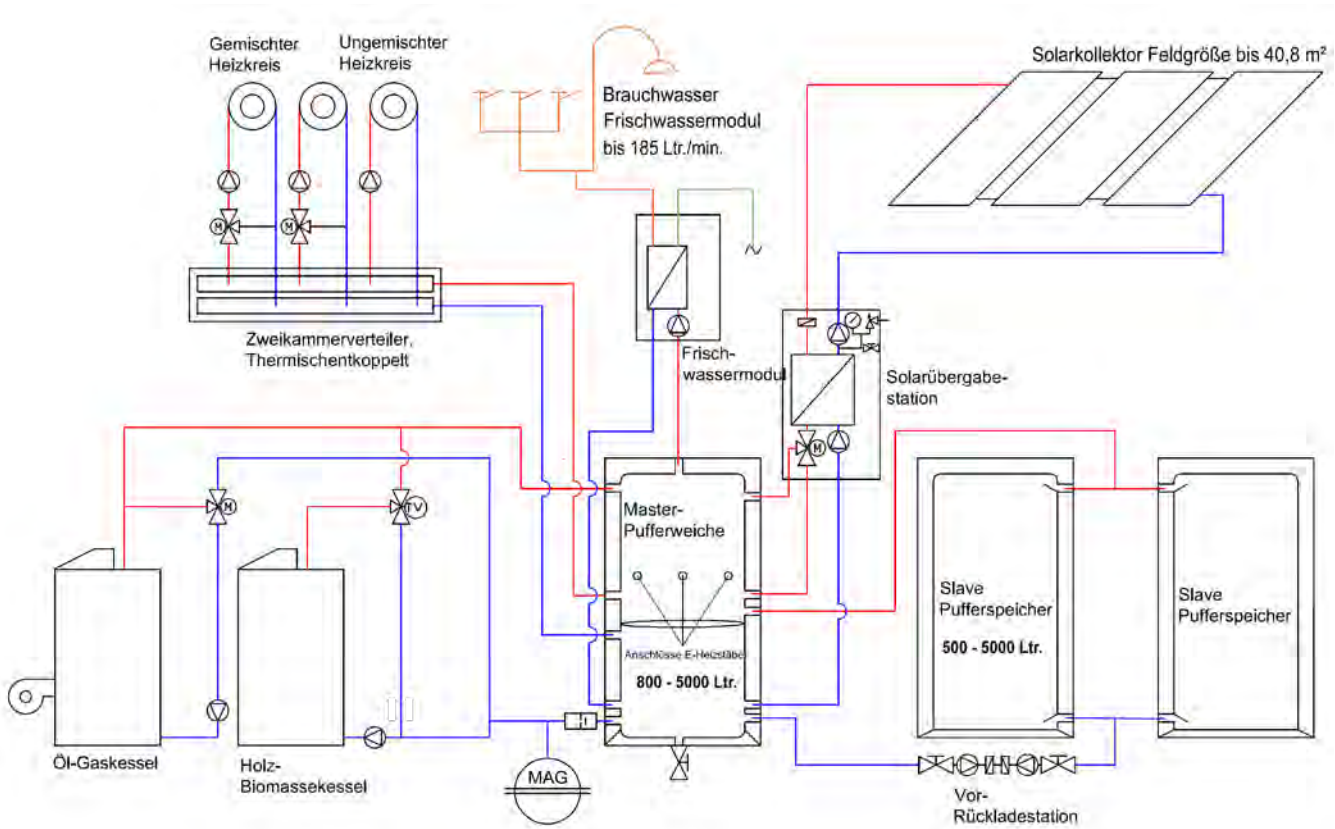 Gemischter
Heizkreis
Ungemischter
Heizkreis
Solarkollektor Feldgröße bis 40,8 m²
Brauchwasser
Frischwassermodul
bis 185 Ltr./min.
M
M
Zweikammerverteiler,
Thermischentkoppelt
Frisch-
wassermodul
Solarübergabe-
station
M
M
TV
Master-
Pufferweiche
Anschlüsse E-Heizstäbe
800 - 5000 Ltr.
Slave
Pufferspeicher
500 - 5000 Ltr.
Slave
Pufferspeicher
Öl-Gaskessel
Holz-
Biomassekessel
MAG
Vor-
Rückladestation